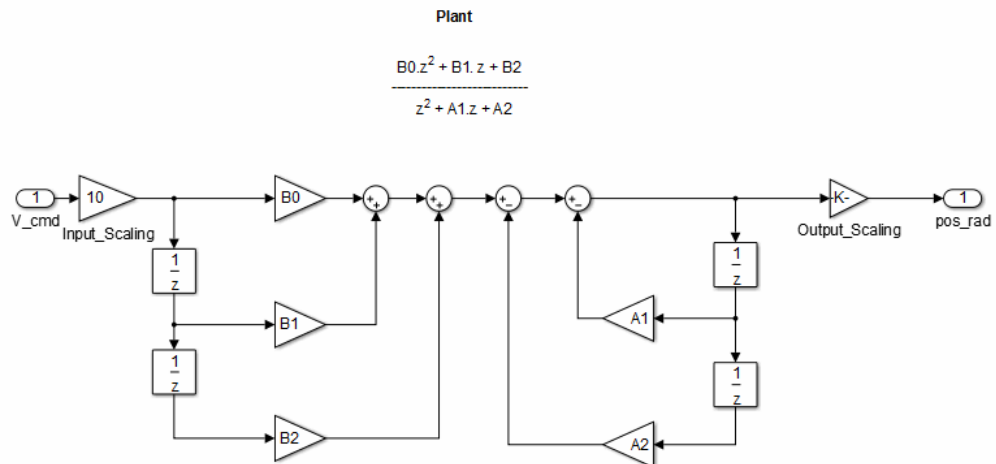 Plant
B0.z² + B1. z + B2
---------------------------
z² + A1.z + A2
1
V_cmd
10
Input_Scaling
B0
+
+
+
+
+
−
+
−
-K-
Output_Scaling
1
pos_rad
1
z
1
z
B1
A1
1
z
1
z
B2
A2